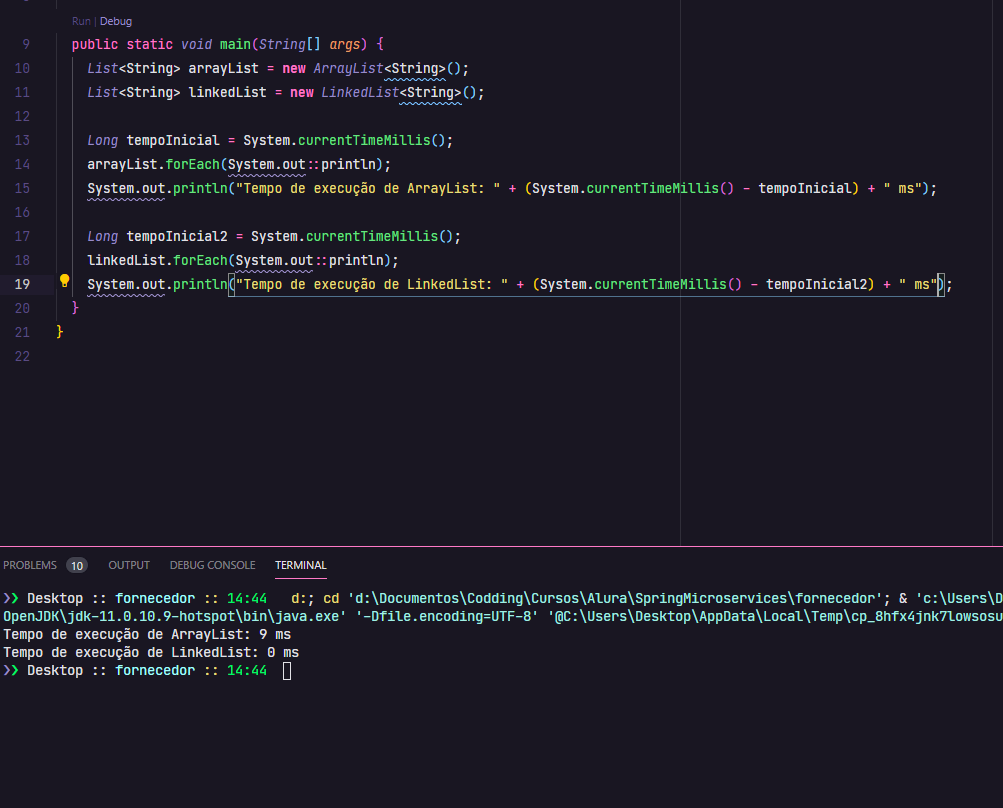 Run | Debug
9 public static void main(String[] args) {
10 List<String> arrayList = new ArrayList<String>();
11 List<String> linkedList = new LinkedList<String>();
12
13 Long tempoInicial = System.currentTimeMillis();
14 arrayList.forEach(System.out::println);
15 System.out.println("Tempo de execução de ArrayList: " + (System.currentTimeMillis() - tempoInicial) + " ms");
16
17 Long tempoInicial2 = System.currentTimeMillis();
18 linkedList.forEach(System.out::println);
19 System.out.println("Tempo de execução de LinkedList: " + (System.currentTimeMillis() - tempoInicial2) + " ms");
20 }
21 }
22
PROBLEMS 10 OUTPUT DEBUG CONSOLE TERMINAL
❯❯ Desktop :: fornecedor :: 14:44 d:; cd 'd:\Documentos\Codding\Cursos\Alura\SpringMicroservices\fornecedor'; & 'c:\Users\D
OpenJDK\jdk-11.0.10.9-hotspot\bin\java.exe' '-Dfile.encoding=UTF-8' '@C:\Users\Desktop\AppData\Local\Temp\cp_8hfx4jnk7lowsosu
Tempo de execução de ArrayList: 9 ms
Tempo de execução de LinkedList: 0 ms
❯❯ Desktop :: fornecedor :: 14:44